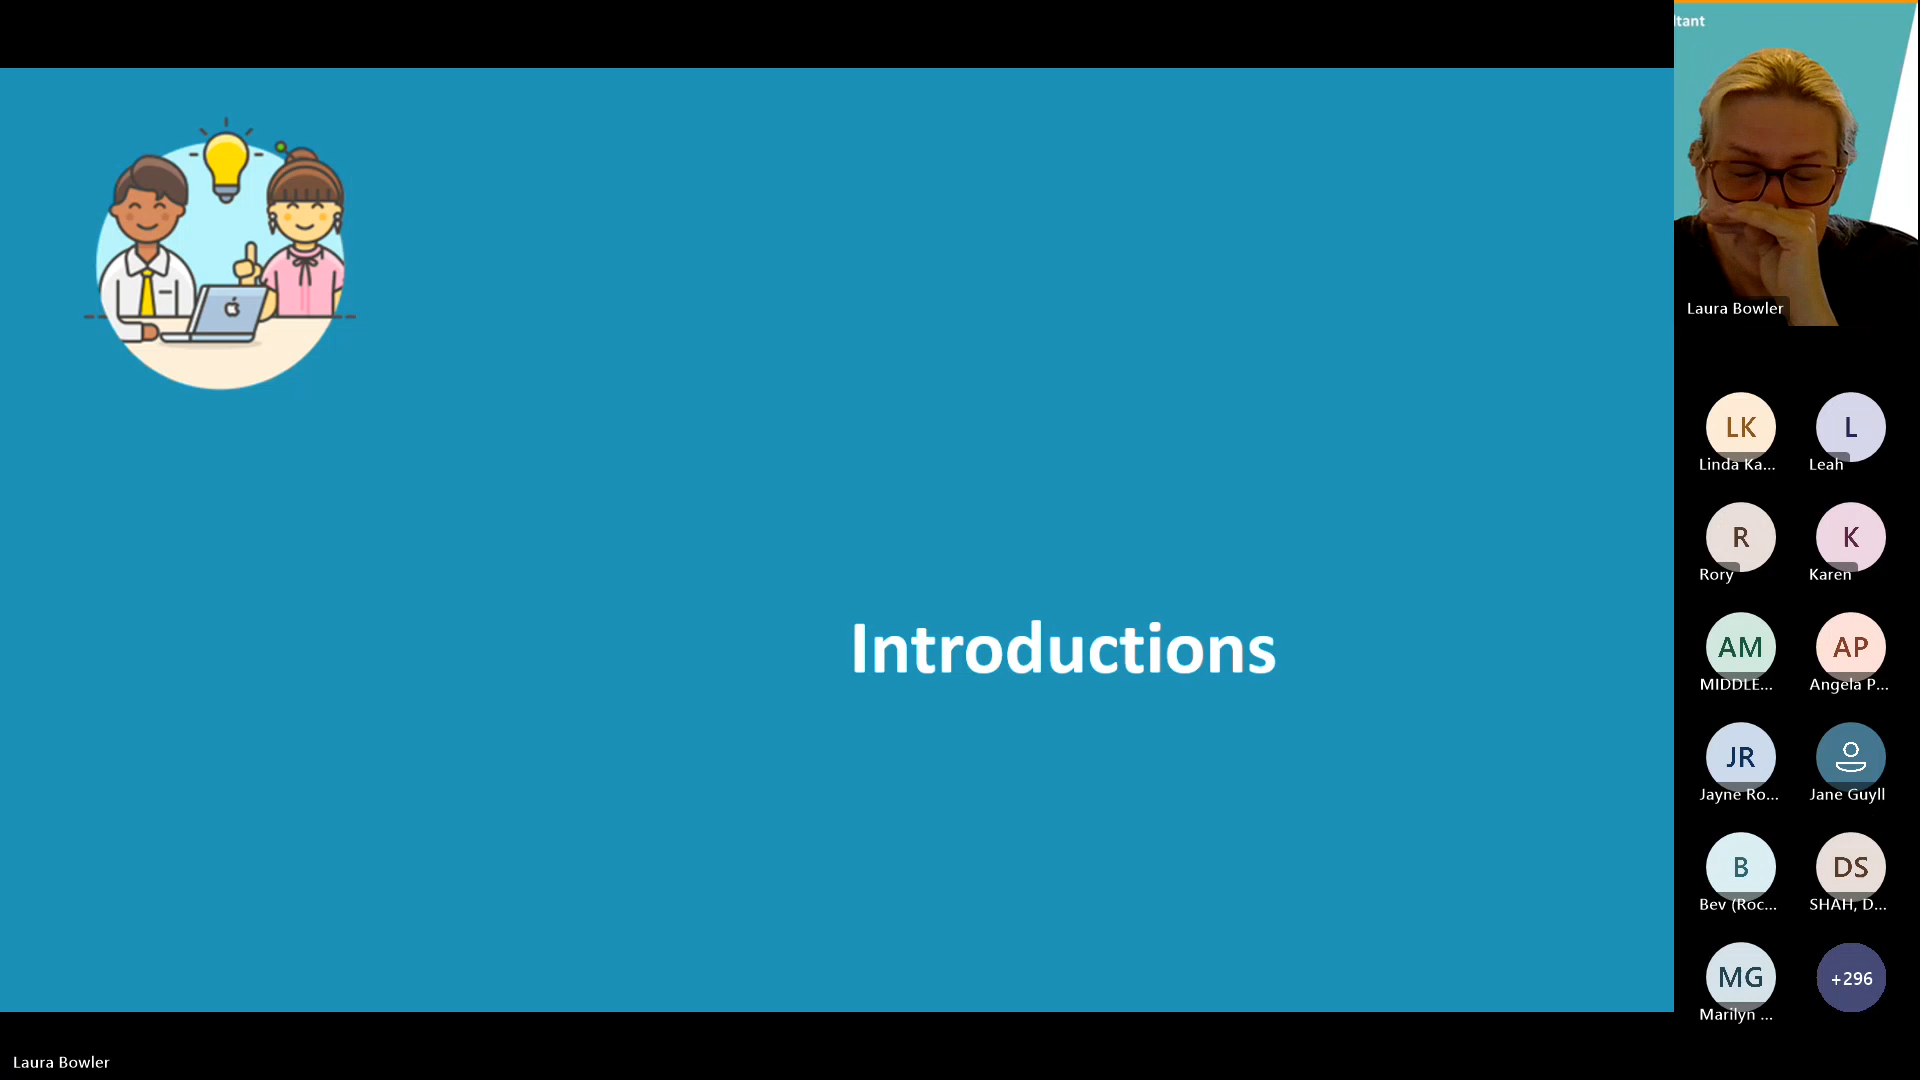 ltant
Laura Bowler
Introductions
LK
L
Linda Ka...
Leah
R
K
Rory
Karen
AM
AP
MIDDLE...
Angela P...
JR
Jayne Ro...
Jane Guyll
B
DS
Bev (Roc...
SHAH, D...
MG
+296
Marilyn ...
Laura Bowler